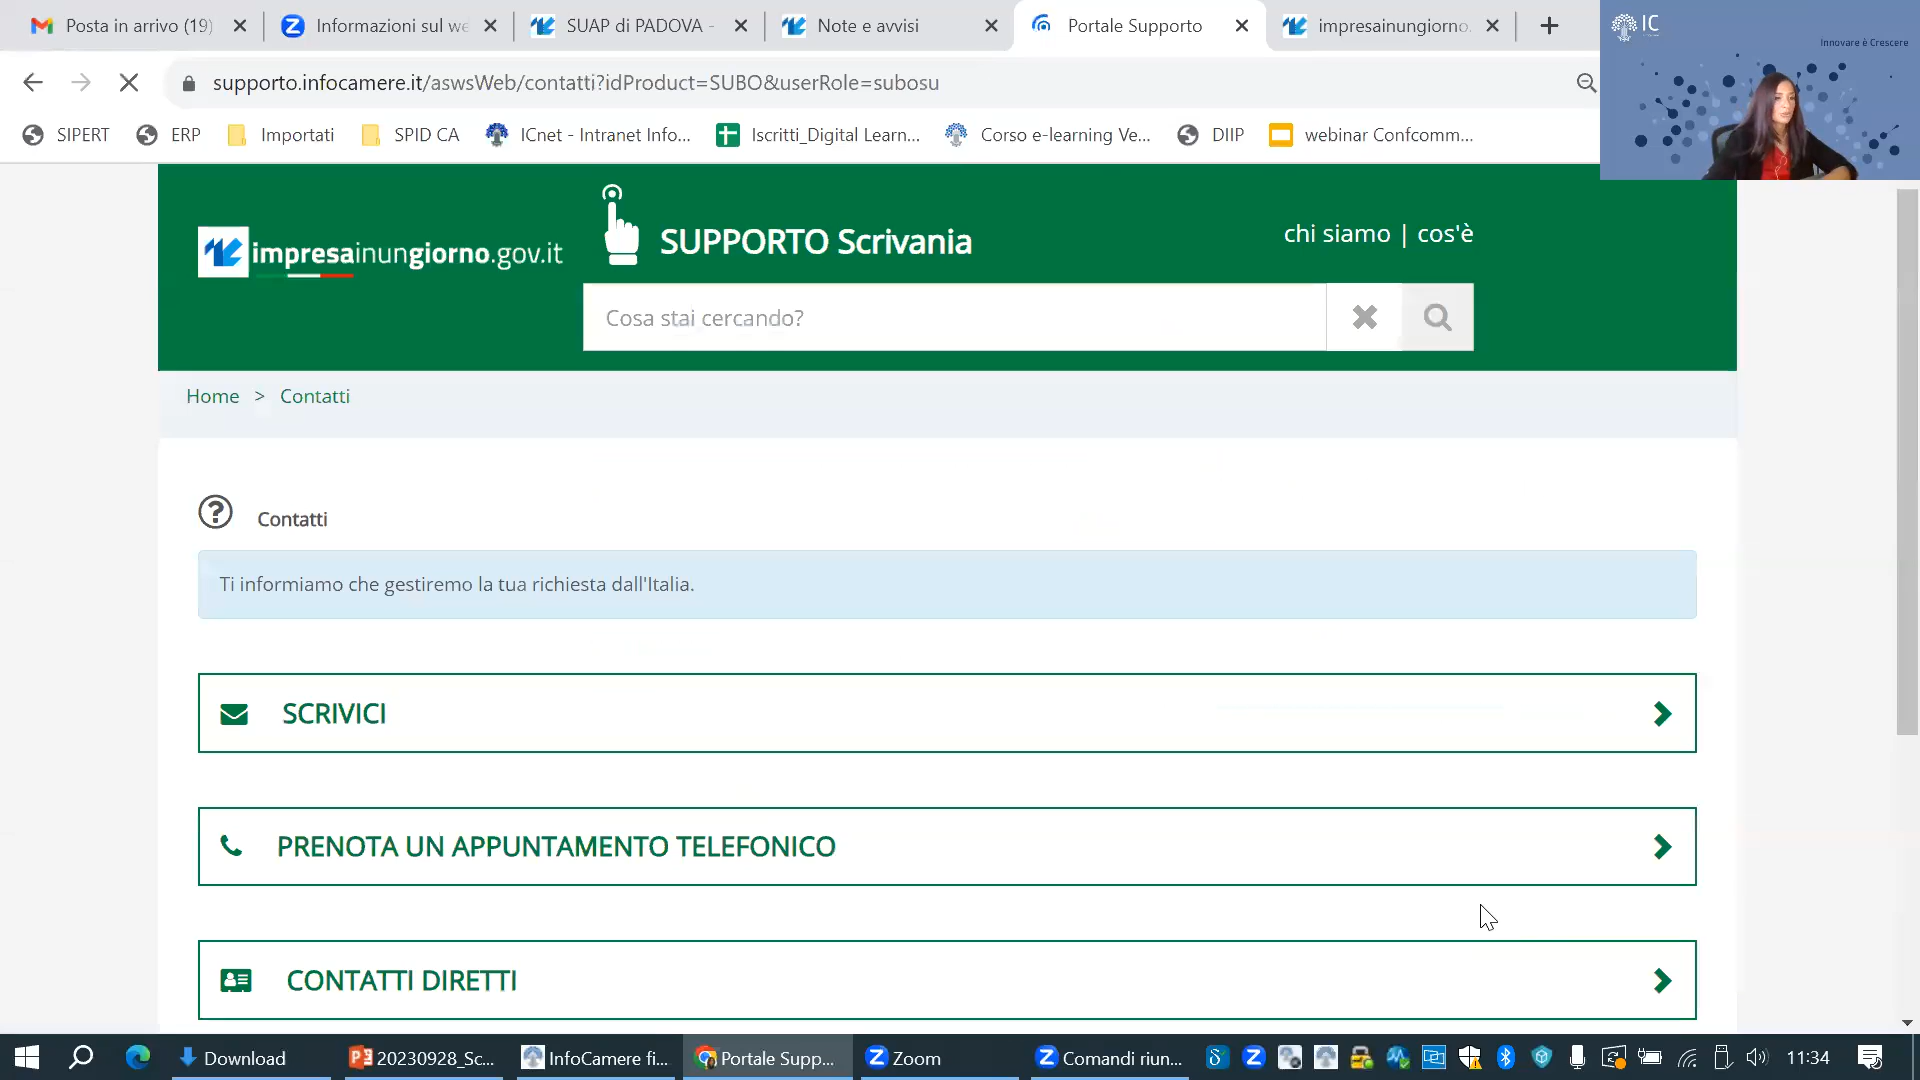 Posta in arrivo (19)
Informazioni sul we
SUAP di PADOVA -
Note e avvisi
Portale Supporto
impresainungiorno.
IC
Innovare è Crescere
supporto.infocamere.it/aswsWeb/contatti?idProduct=SUBO&userRole=subosu
SIPERT
ERP
Importati
SPID CA
ICnet - Intranet Info...
Iscritti_Digital Learn...
Corso e-learning Ve...
DIIP
webinar Confcomm...
impresainungiorno.gov.it
SUPPORTO Scrivania
chi siamo | cos'è
Cosa stai cercando?
Home > Contatti
Contatti
Ti informiamo che gestiremo la tua richiesta dall'Italia.
SCRIVICI
PRENOTA UN APPUNTAMENTO TELEFONICO
CONTATTI DIRETTI
Download
20230928_Sc...
InfoCamere fi...
Portale Supp...
Zoom
Comandi riun...
11:34